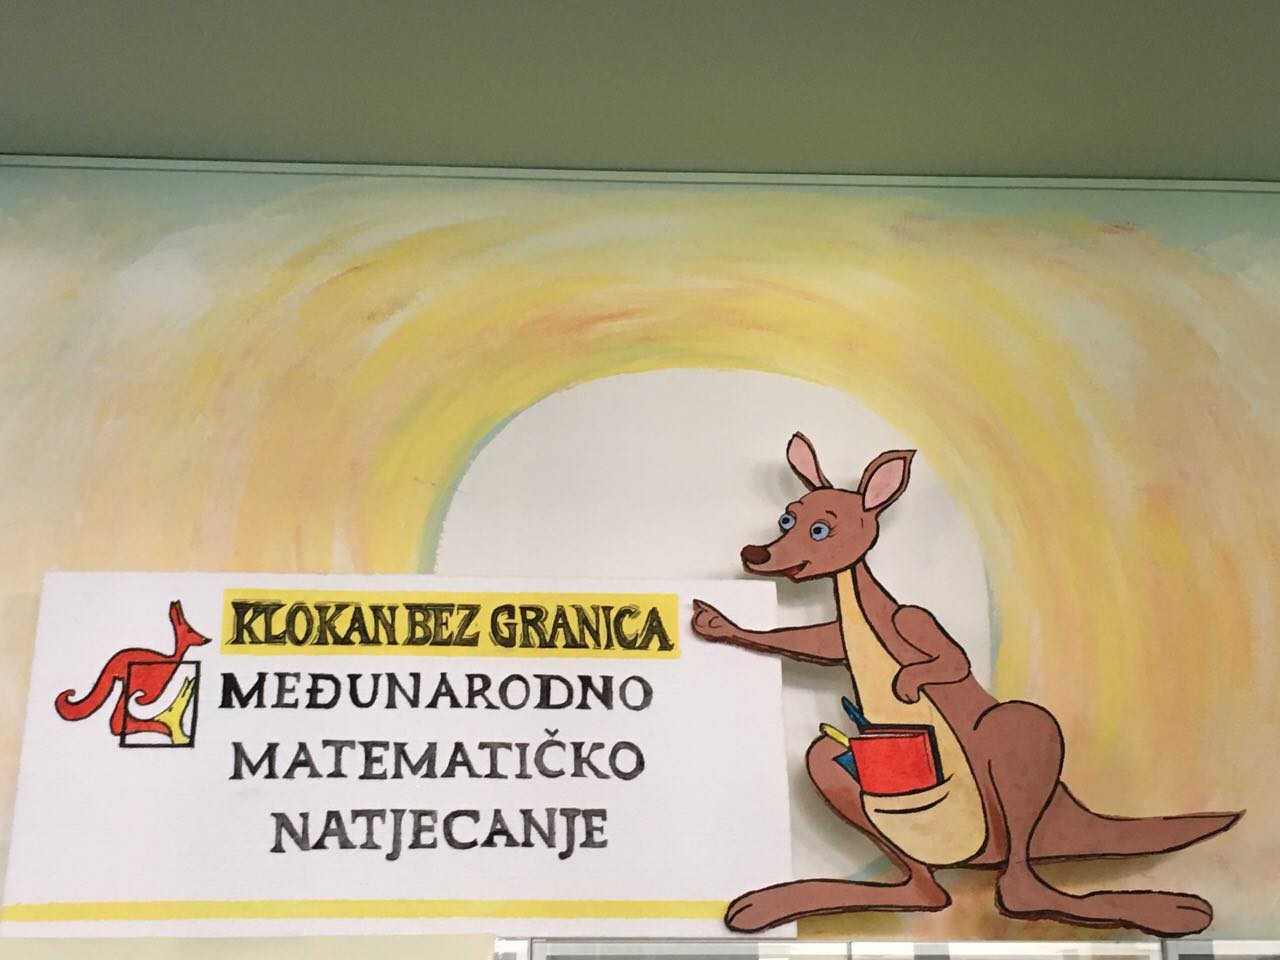 KLOKAN BEZ GRANICA
MEĐUNARODNO
MATEMATIČKO
NATJECANJE